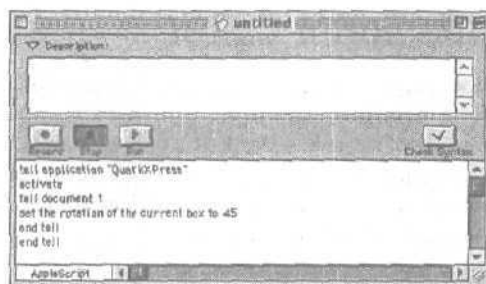 untitled
Description:
Record Stop Run Check Syntax
tell application "QuarkXPress"
activate
tell document 1
set the rotation of the current box to 45
end tell
end tell
AppleScript